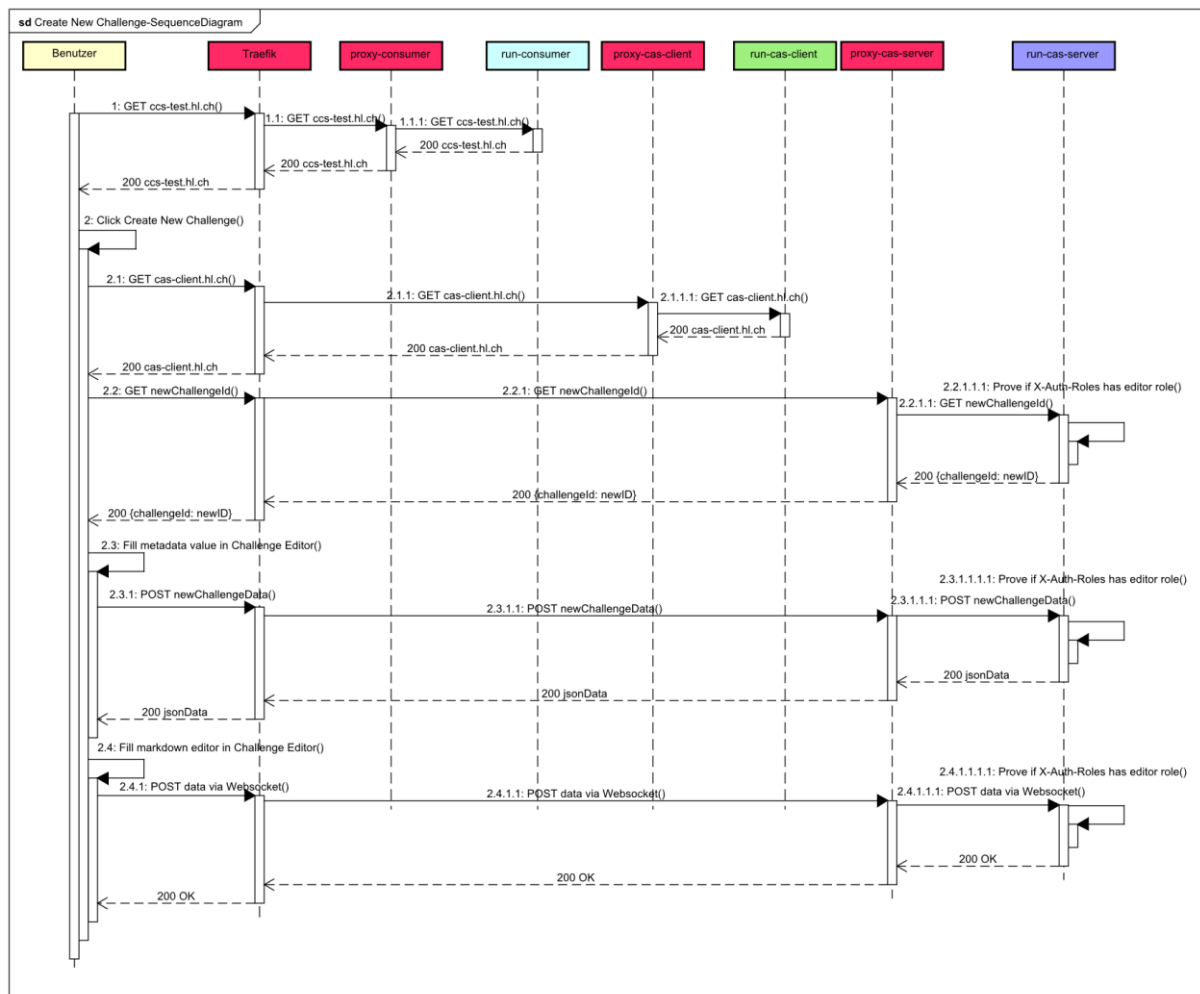 sd Create New Challenge-SequenceDiagram
Benutzer
Traefik
proxy-consumer
run-consumer
proxy-cas-client
run-cas-client
proxy-cas-server
run-cas-server
1: GET ccs-test.hl.ch()
1.1: GET ccs-test.hl.ch()
1.1.1: GET ccs-test.hl.ch()
200 ccs-test.hl.ch
200 ccs-test.hl.ch
200 ccs-test.hl.ch
2: Click Create New Challenge()
2.1: GET cas-client.hl.ch()
2.1.1: GET cas-client.hl.ch()
2.1.1.1: GET cas-client.hl.ch()
200 cas-client.hl.ch
200 cas-client.hl.ch
200 cas-client.hl.ch
2.2: GET newChallengeId()
2.2.1: GET newChallengeId()
2.2.1.1.1: Prove if X-Auth-Roles has editor role()
2.2.1.1: GET newChallengeId()
200 {challengeId: newID}
200 {challengeId: newID}
200 {challengeId: newID}
2.3: Fill metadata value in Challenge Editor()
2.3.1: POST newChallengeData()
2.3.1.1: POST newChallengeData()
2.3.1.1.1.1: Prove if X-Auth-Roles has editor role()
2.3.1.1.1: POST newChallengeData()
200 jsonData
200 jsonData
200 jsonData
2.4: Fill markdown editor in Challenge Editor()
2.4.1: POST data via Websocket()
2.4.1.1: POST data via Websocket()
2.4.1.1.1.1: Prove if X-Auth-Roles has editor role()
2.4.1.1.1: POST data via Websocket()
200 OK
200 OK
200 OK